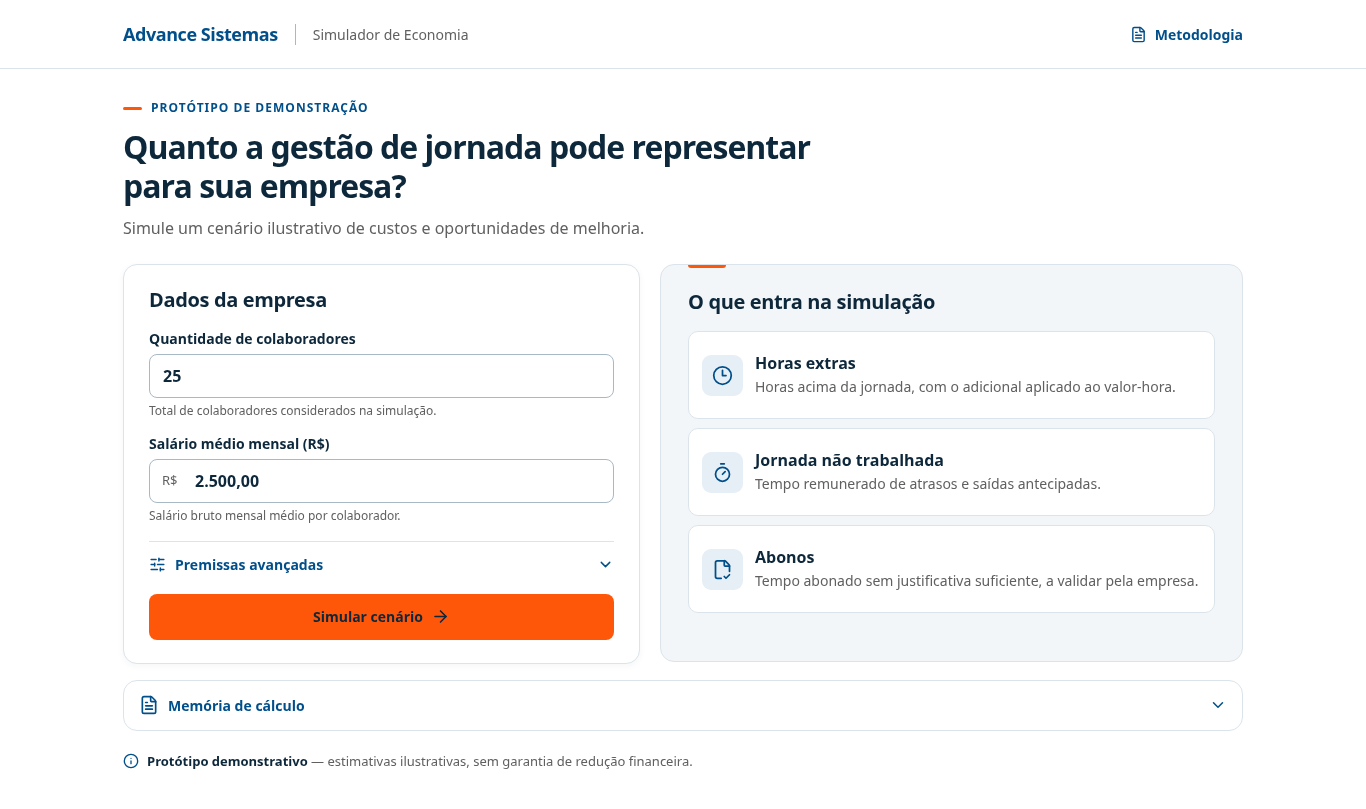 Advance Sistemas
Simulador de Economia
Metodologia
PROTÓTIPO DE DEMONSTRAÇÃO
Quanto a gestão de jornada pode representar
para sua empresa?
Simule um cenário ilustrativo de custos e oportunidades de melhoria.
Dados da empresa
Quantidade de colaboradores
25
Total de colaboradores considerados na simulação.
Salário médio mensal (R$)
R$ 2.500,00
Salário bruto mensal médio por colaborador.
Premissas avançadas
Simular cenário
O que entra na simulação
Horas extras
Horas acima da jornada, com o adicional aplicado ao valor-hora.
Jornada não trabalhada
Tempo remunerado de atrasos e saídas antecipadas.
Abonos
Tempo abonado sem justificativa suficiente, a validar pela empresa.
Memória de cálculo
Protótipo demonstrativo — estimativas ilustrativas, sem garantia de redução financeira.